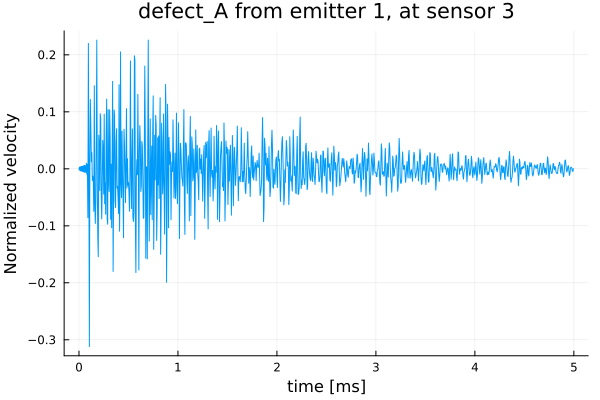 defect_A from emitter 1, at sensor 3
Normalized velocity
0.2
0.1
0.0
−0.1
−0.2
−0.3
0 1 2 3 4 5
time [ms]